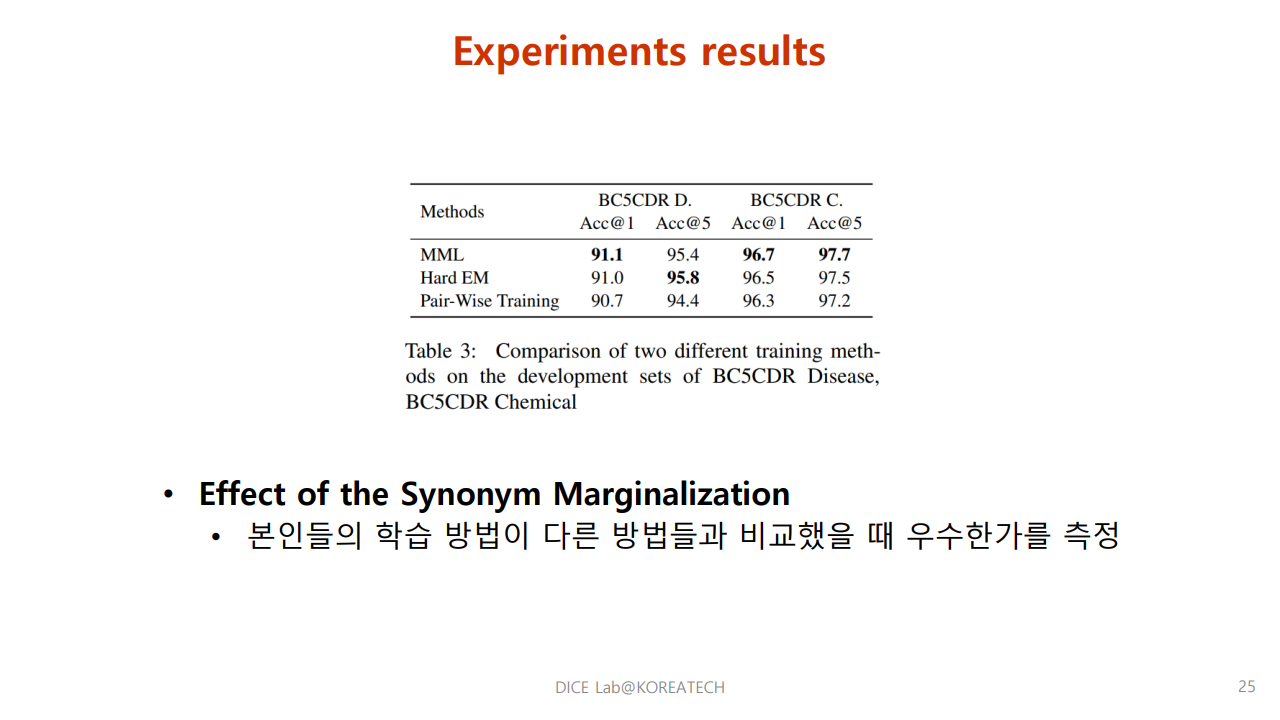 Experiments results
Methods BC5CDR D. BC5CDR C.
Acc@1 Acc@5 Acc@1 Acc@5
MML 91.1 95.4 96.7 97.7
Hard EM 91.0 95.8 96.5 97.5
Pair-Wise Training 90.7 94.4 96.3 97.2
Table 3: Comparison of two different training meth-
ods on the development sets of BC5CDR Disease,
BC5CDR Chemical
• Effect of the Synonym Marginalization
• 본인들의 학습 방법이 다른 방법들과 비교했을 때 우수한가를 측정
DICE Lab@KOREATECH
25